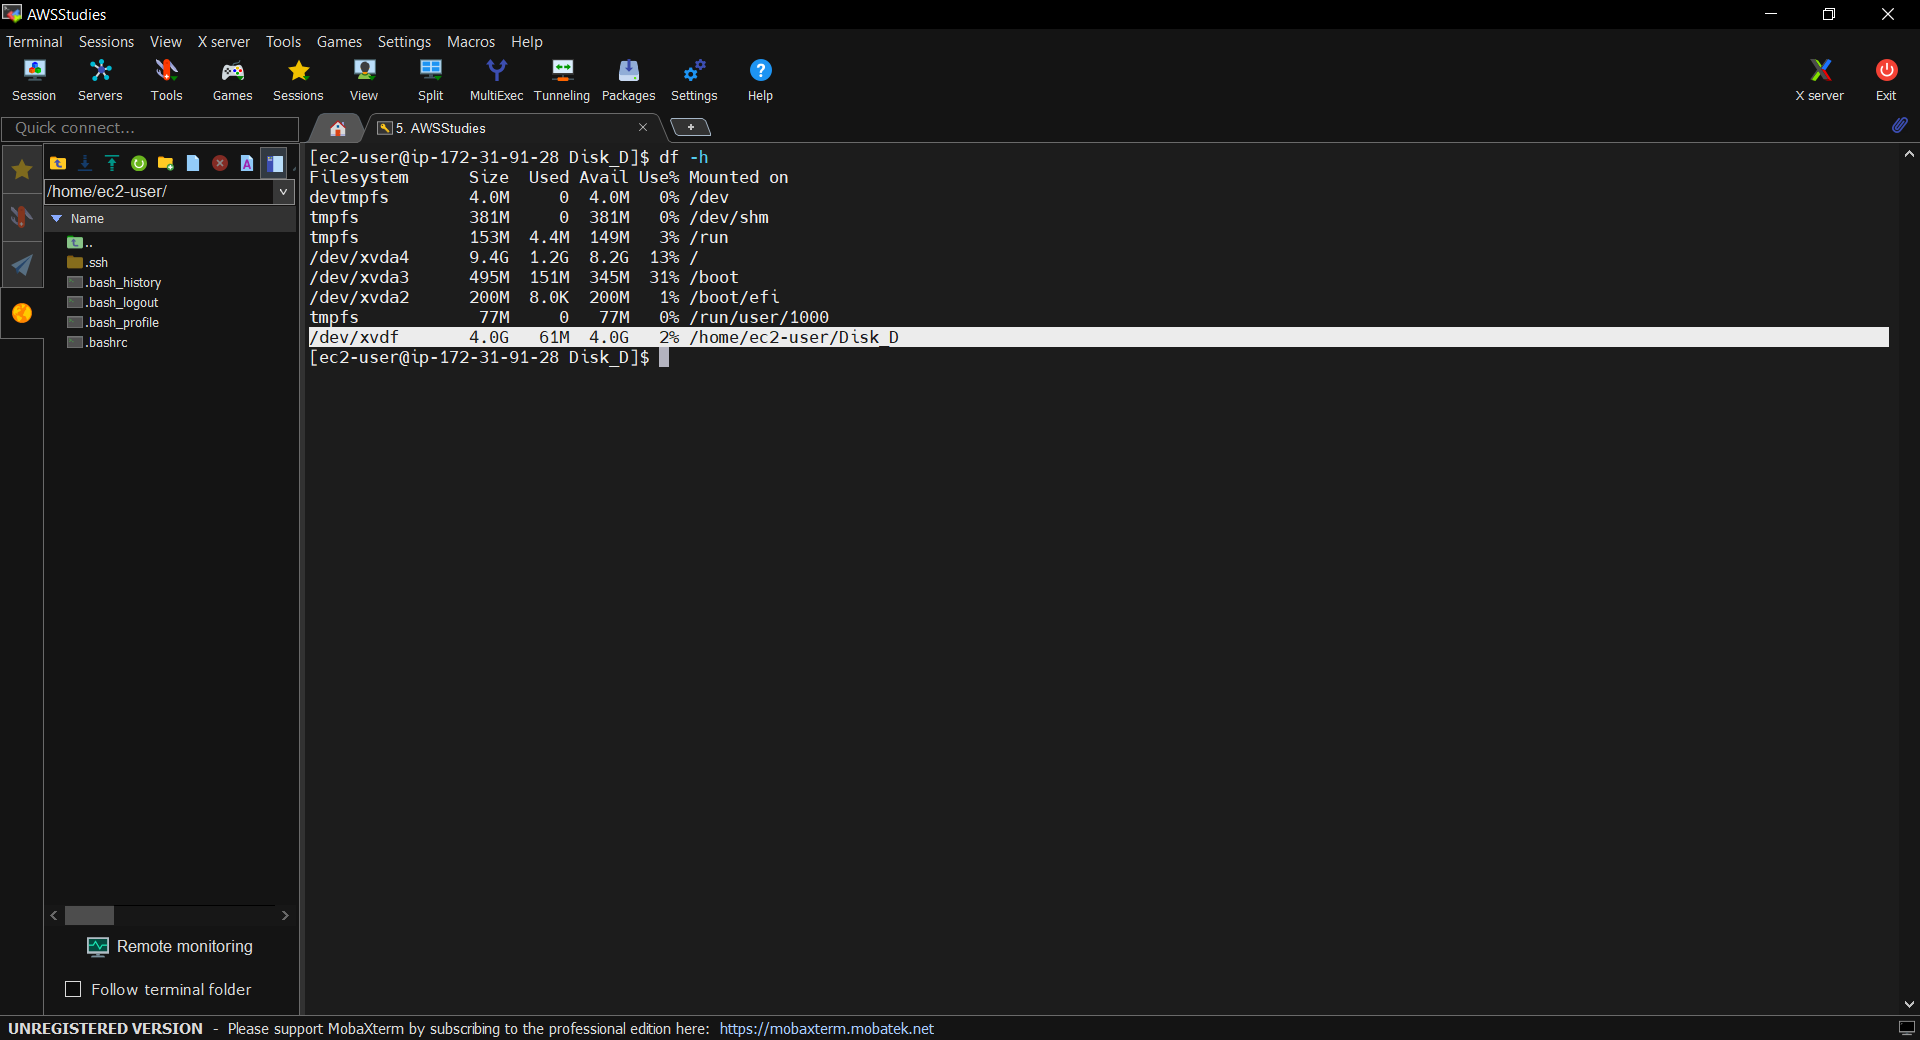 AWSStudies
Terminal Sessions View X server Tools Games Settings Macros Help
Session Servers Tools Games Sessions View Split MultiExec Tunneling Packages Settings Help X server Exit
Quick connect...
5. AWSStudies
/home/ec2-user/
Name
..
.ssh
.bash_history
.bash_logout
.bash_profile
.bashrc
Remote monitoring
Follow terminal folder
[ec2-user@ip-172-31-91-28 Disk_D]$ df -h
Filesystem      Size  Used Avail Use% Mounted on
devtmpfs        4.0M     0  4.0M   0% /dev
tmpfs           381M     0  381M   0% /dev/shm
tmpfs           153M  4.4M  149M   3% /run
/dev/xvda4      9.4G  1.2G  8.2G  13% /
/dev/xvda3      495M  151M  345M  31% /boot
/dev/xvda2      200M  8.0K  200M   1% /boot/efi
tmpfs            77M     0   77M   0% /run/user/1000
/dev/xvdf       4.0G   61M  4.0G   2% /home/ec2-user/Disk_D
[ec2-user@ip-172-31-91-28 Disk_D]$
UNREGISTERED VERSION - Please support MobaXterm by subscribing to the professional edition here: https://mobaxterm.mobatek.net